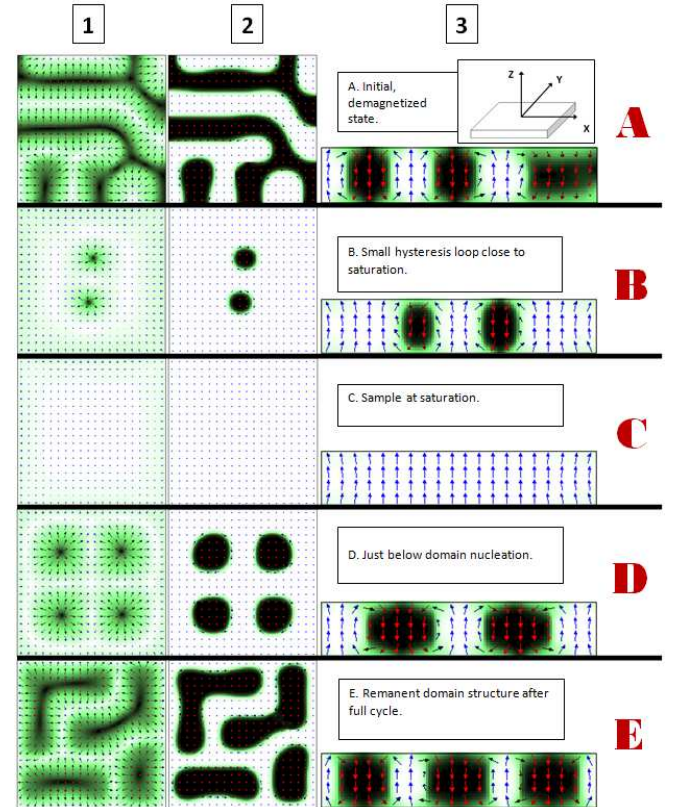 1 2 3
A. Initial,
demagnetized
state.
Z
Y
X
A
B. Small hysteresis loop close to
saturation.
B
C. Sample at saturation.
C
D. Just below domain nucleation.
D
E. Remanent domain structure after
full cycle.
E